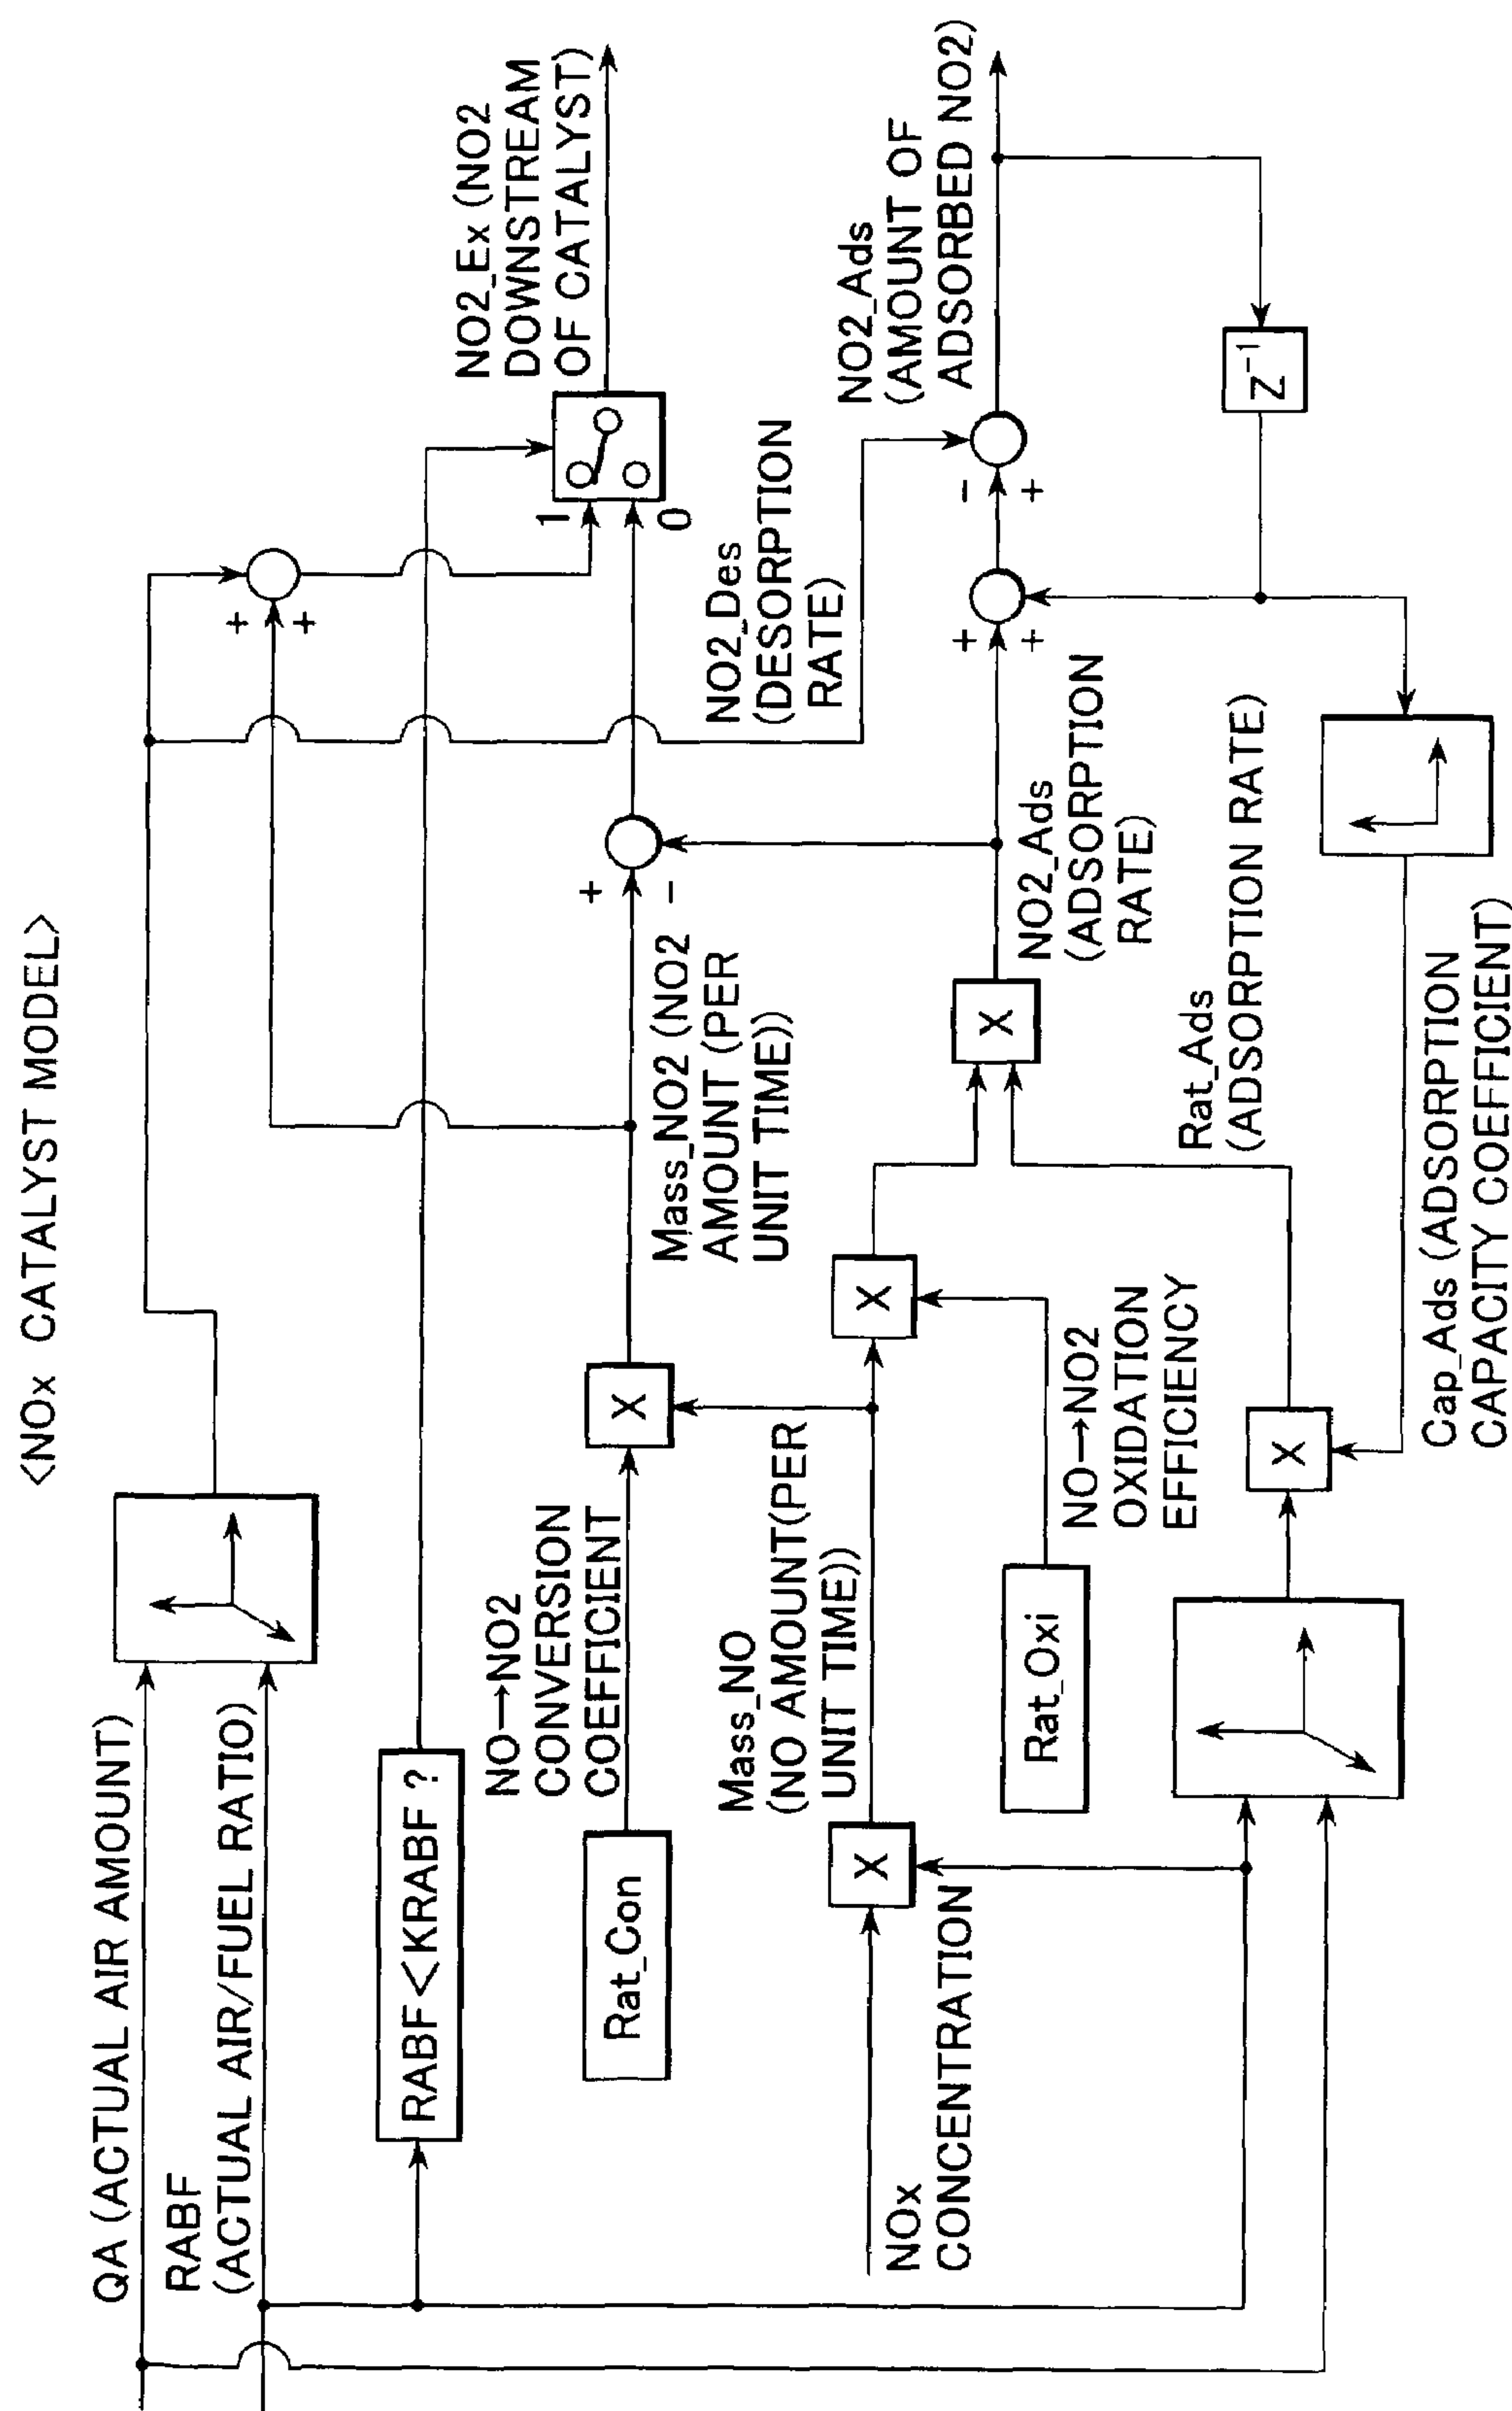 <NOx CATALYST MODEL>
QA (ACTUAL AIR AMOUNT)
RABF
(ACTUAL AIR/FUEL RATIO)
RABF<KRABF ?
NO→NO2
CONVERSION
COEFFICIENT
Rat_Con
Mass_NO
(NO AMOUNT(PER
UNIT TIME))
X
NOx
CONCENTRATION
Rat_Oxi
NO→NO2
OXIDATION
EFFICIENCY
X
X
X
Mass_NO2 (NO2
AMOUNT (PER
UNIT TIME))
X
Rat_Ads
(ADSORPTION RATE)
Cap_Ads (ADSORPTION
CAPACITY COEFFICIENT)
NO2_Ads
(ADSORPTION
RATE)
+
-
+
+
+
+
-
+
NO2_Des
(DESORPTION
RATE)
1
0
Z-1
NO2_Ex (NO2
DOWNSTREAM
OF CATALYST)
NO2_Ads
(AMOUNT OF
ADSORBED NO2)